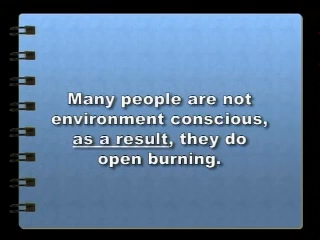 Many people are not
environment conscious,
as a result, they do
open burning.